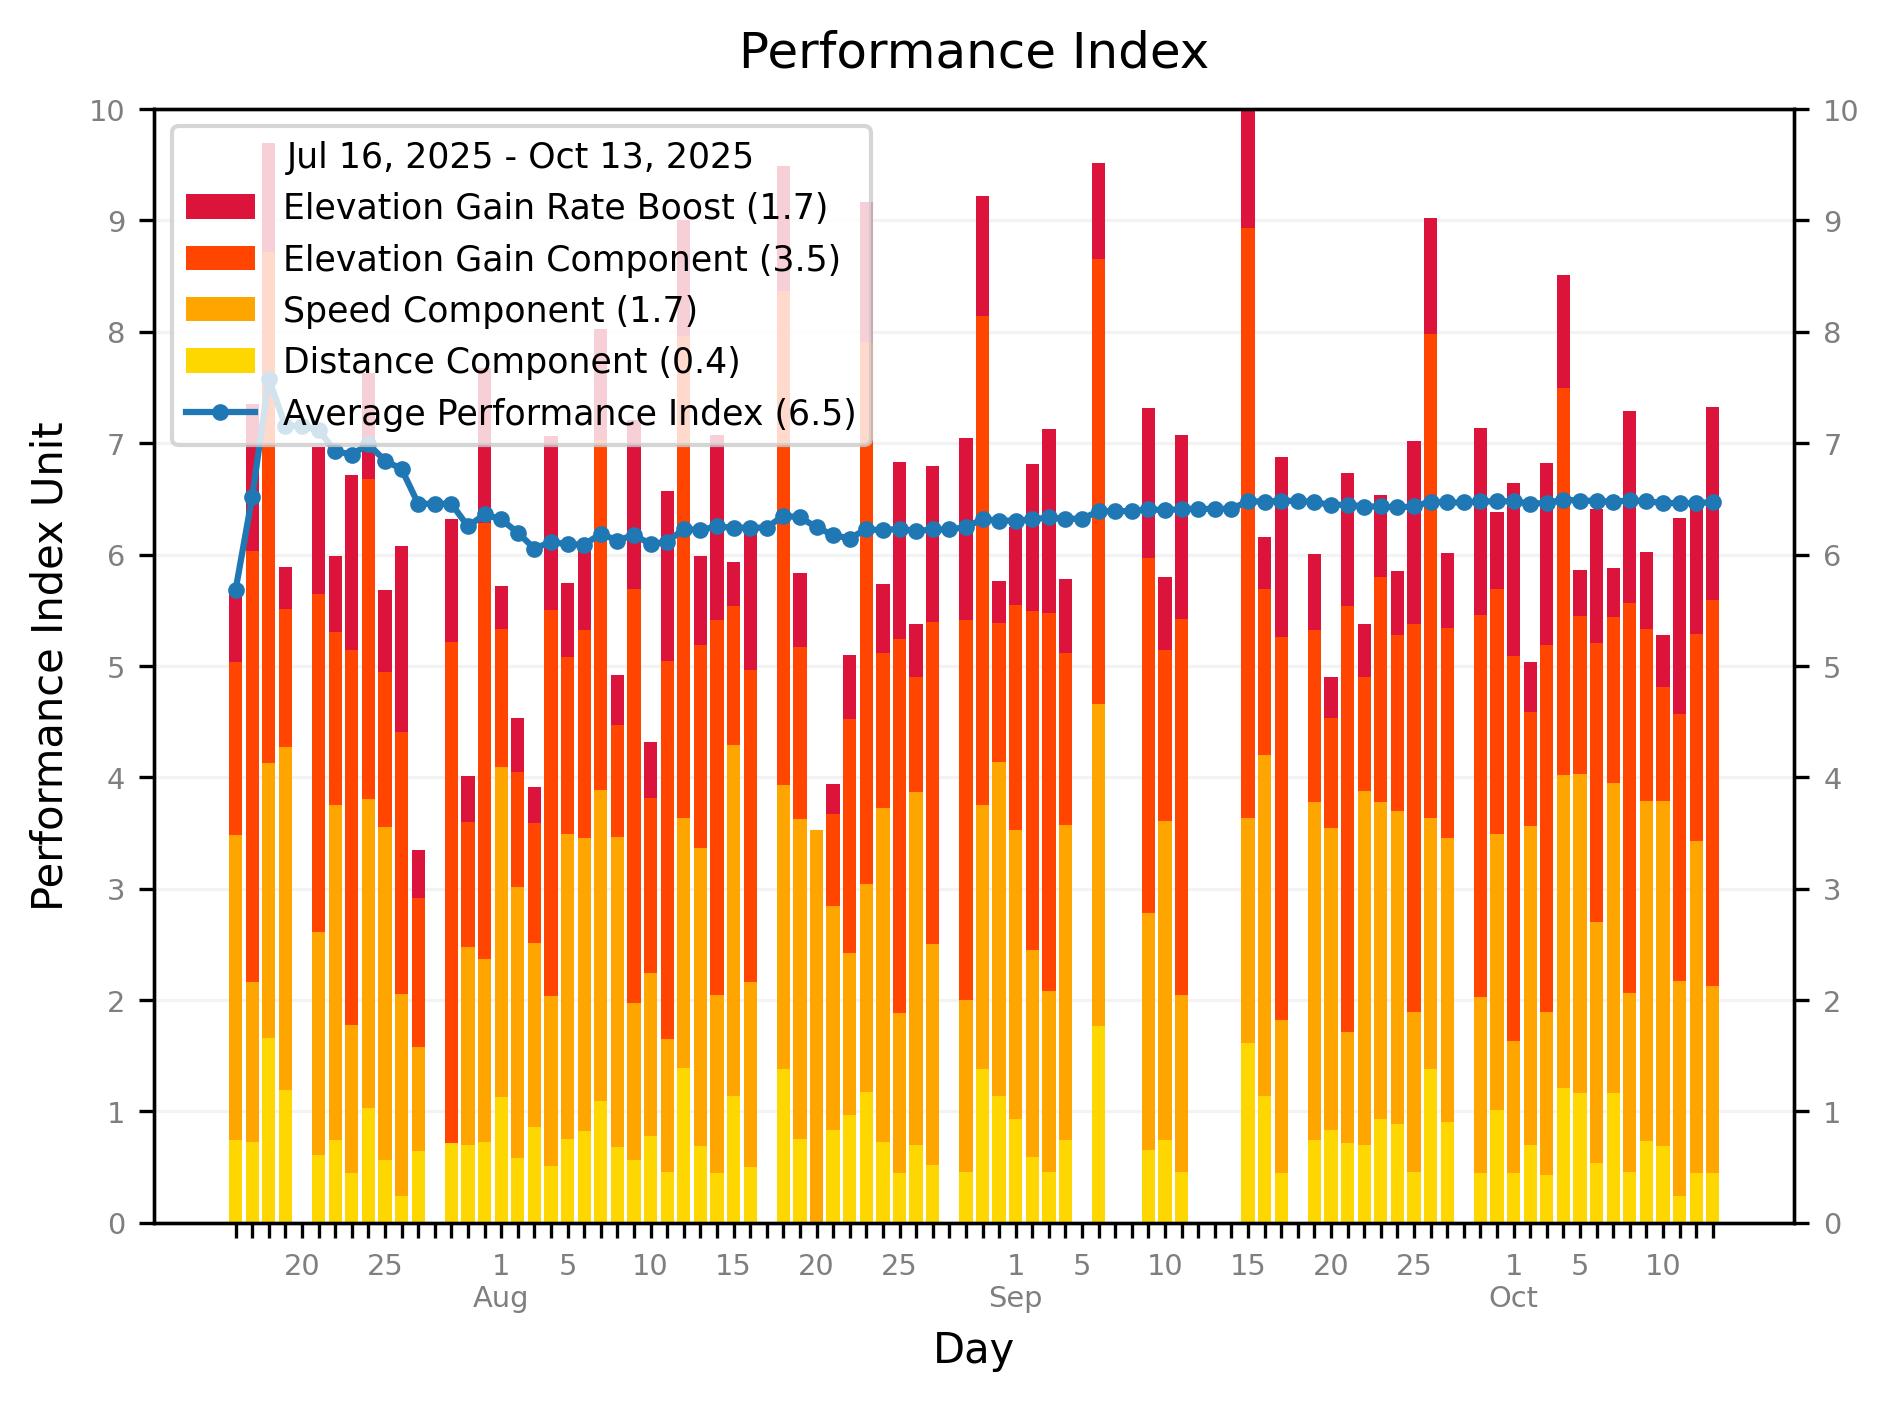 Performance Index
Jul 16, 2025 - Oct 13, 2025
Elevation Gain Rate Boost (1.7)
Elevation Gain Component (3.5)
Speed Component (1.7)
Distance Component (0.4)
Average Performance Index (6.5)
Performance Index Unit
10 10
9 9
8 8
7 7
6 6
5 5
4 4
3 3
2 2
1 1
0 0
20 25 1 5 10 15 20 25 1 5 10 15 20 25 1 5 10
Aug Sep Oct
Day